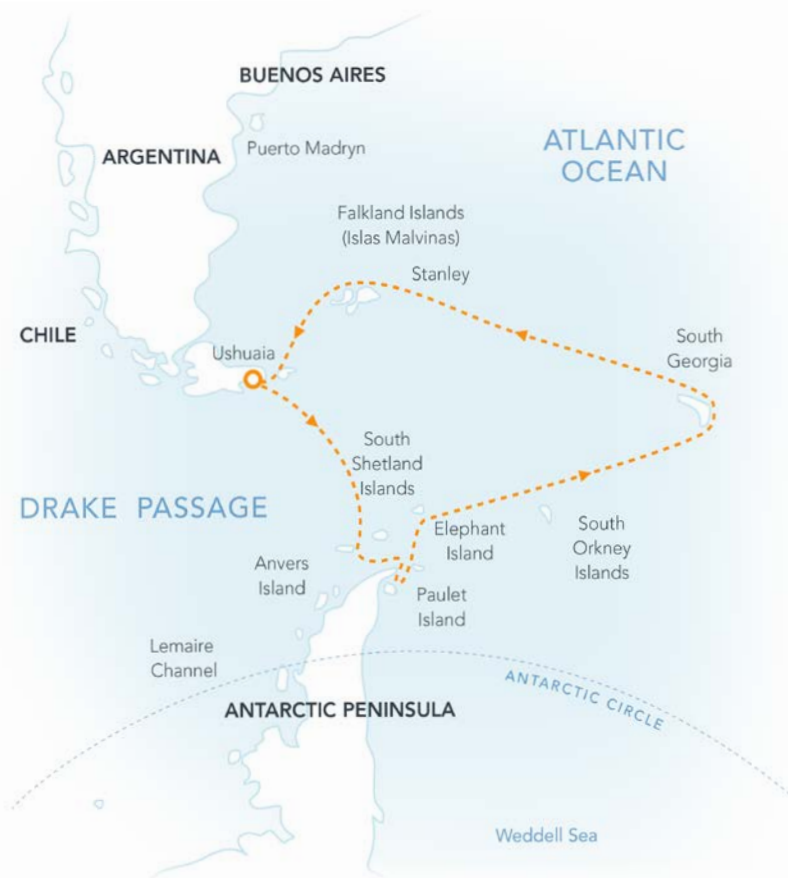 BUENOS AIRES
Puerto Madryn
ARGENTINA
ATLANTIC
OCEAN
Falkland Islands
(Islas Malvinas)
Stanley
CHILE
Ushuaia
South
Georgia
South
Shetland
Islands
DRAKE PASSAGE
Elephant
Island
South
Orkney
Islands
Anvers
Island
Paulet
Island
Lemaire
Channel
ANTARCTIC CIRCLE
ANTARCTIC PENINSULA
Weddell Sea